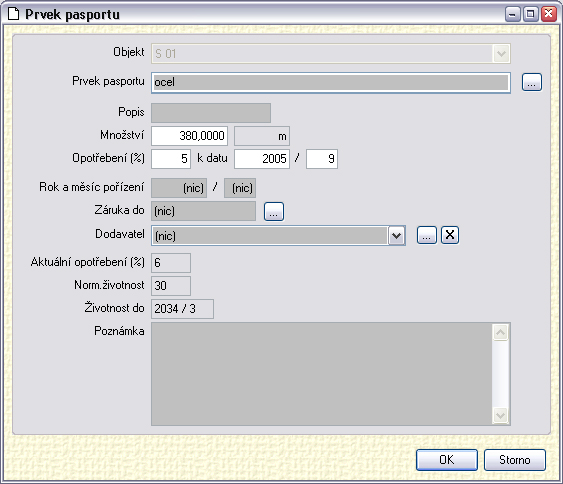 Prvek pasportu
Objekt S 01
Prvek pasportu ocel ...
Popis
Množství 380,0000 m
Opotřebení (%) 5 k datu 2005 / 9
Rok a měsíc pořízení (nic) / (nic)
Záruka do (nic) ...
Dodavatel (nic) ... X
Aktuální opotřebení (%) 6
Norm.životnost 30
Životnost do 2034 / 3
Poznámka
OK Storno